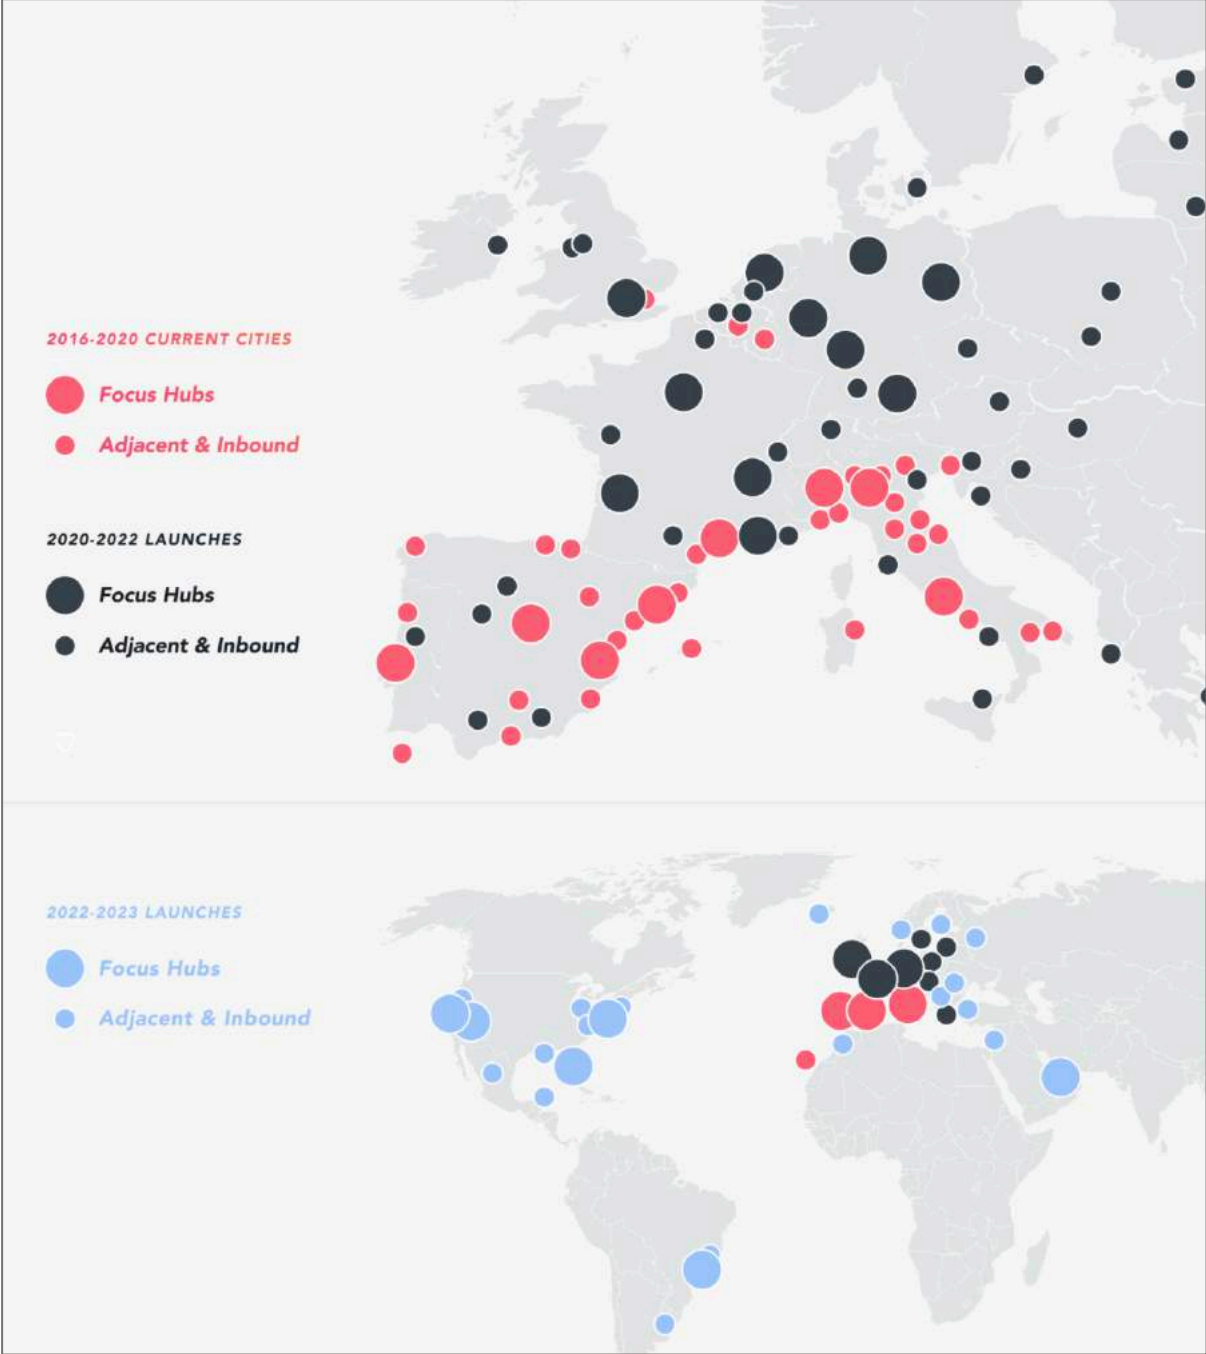 2016-2020 CURRENT CITIES
Focus Hubs
Adjacent & Inbound
2020-2022 LAUNCHES
Focus Hubs
Adjacent & Inbound
2022-2023 LAUNCHES
Focus Hubs
Adjacent & Inbound